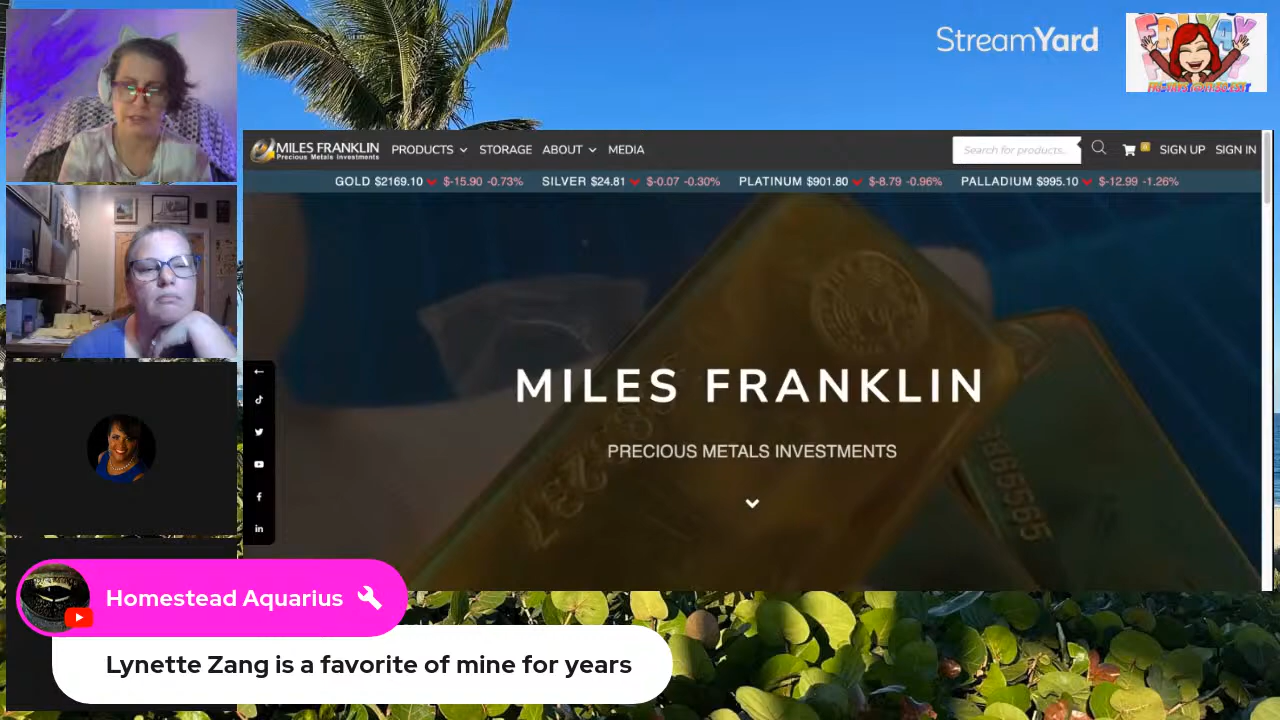 StreamYard
FRI-YAY
MILES FRANKLIN
Precious Metals Investments
PRODUCTS
STORAGE
ABOUT
MEDIA
Search for products...
0
SIGN UP
SIGN IN
GOLD $2169.10 $-15.90 -0.73%
SILVER $24.81 $-0.07 -0.30%
PLATINUM $901.80 $-8.79 -0.96%
PALLADIUM $995.10 $-12.99 -1.26%
MILES FRANKLIN
PRECIOUS METALS INVESTMENTS
Homestead Aquarius
Lynette Zang is a favorite of mine for years